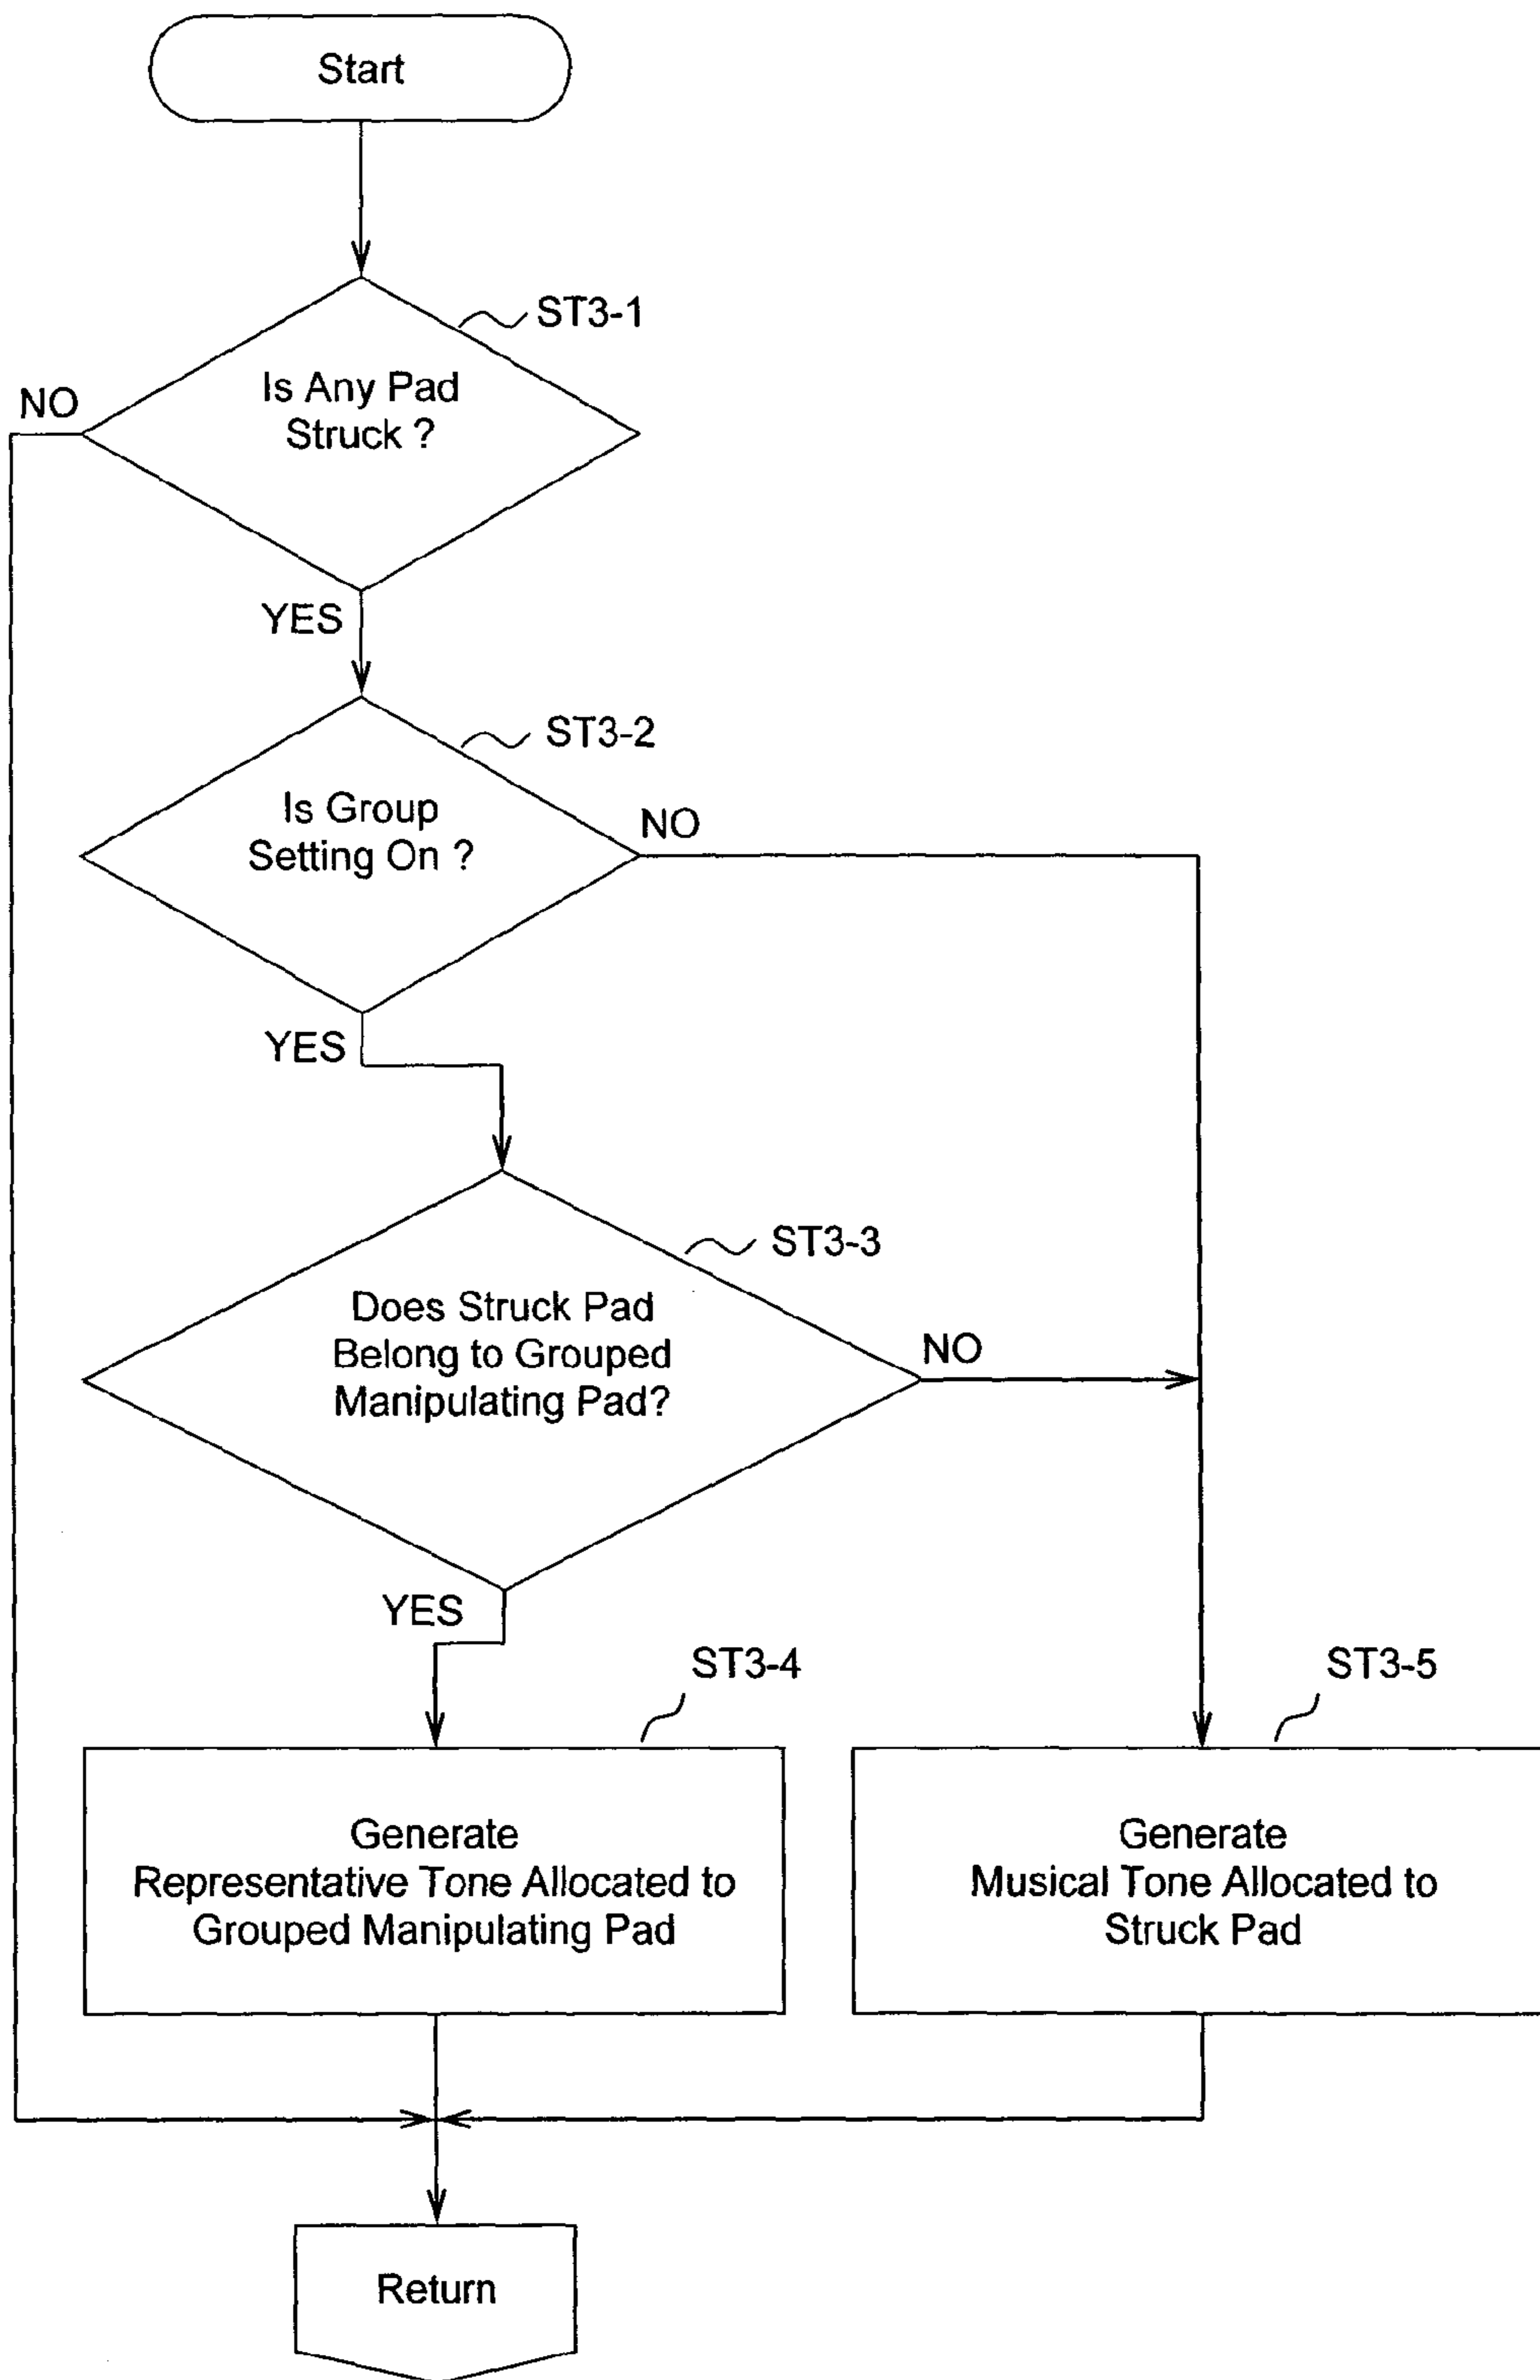 Start
ST3-1
Is Any Pad
Struck ?
NO
YES
ST3-2
Is Group
Setting On ?
NO
YES
ST3-3
Does Struck Pad
Belong to Grouped
Manipulating Pad?
NO
YES
ST3-4
ST3-5
Generate
Representative Tone Allocated to
Grouped Manipulating Pad
Generate
Musical Tone Allocated to
Struck Pad
Return